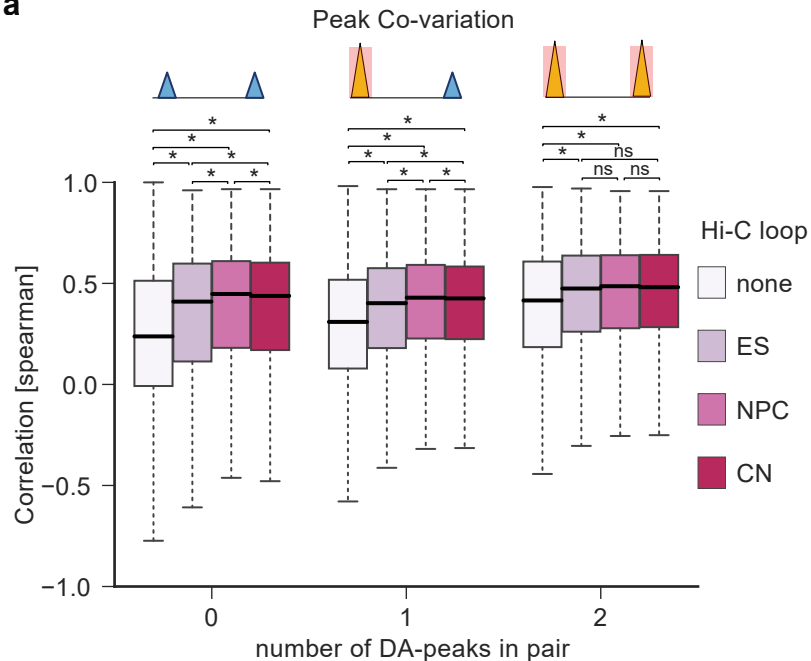 a
Peak Co-variation
*
*
* *
* *
*
*
* *
* *
*
*
* ns
ns ns
1.0
0.5
0.0
−0.5
−1.0
Correlation [spearman]
0 1 2
number of DA-peaks in pair
Hi-C loop
none
ES
NPC
CN